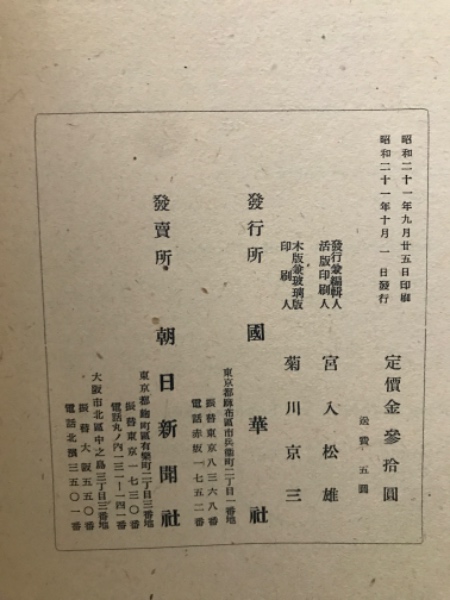 昭和二十一年九月廿五日印刷
昭和二十一年十月一日發行
定價金參拾圓
送費五圓
發行兼編輯人
活版印刷人
宮入松雄
木版兼玻璃版
印刷人
菊川京三
發行所
國華社
東京都麻布區市兵衞町二丁目一番地
振替東京八三六八番
電話赤坂一七五二番
發賣所
朝日新聞社
東京都麹町區有樂町二丁目三番地
振替東京一七三〇番
電話丸ノ內一三一-一四一番
大阪市北區中之島三丁目三番地
振替大阪五五〇番
電話北濱三五〇一番